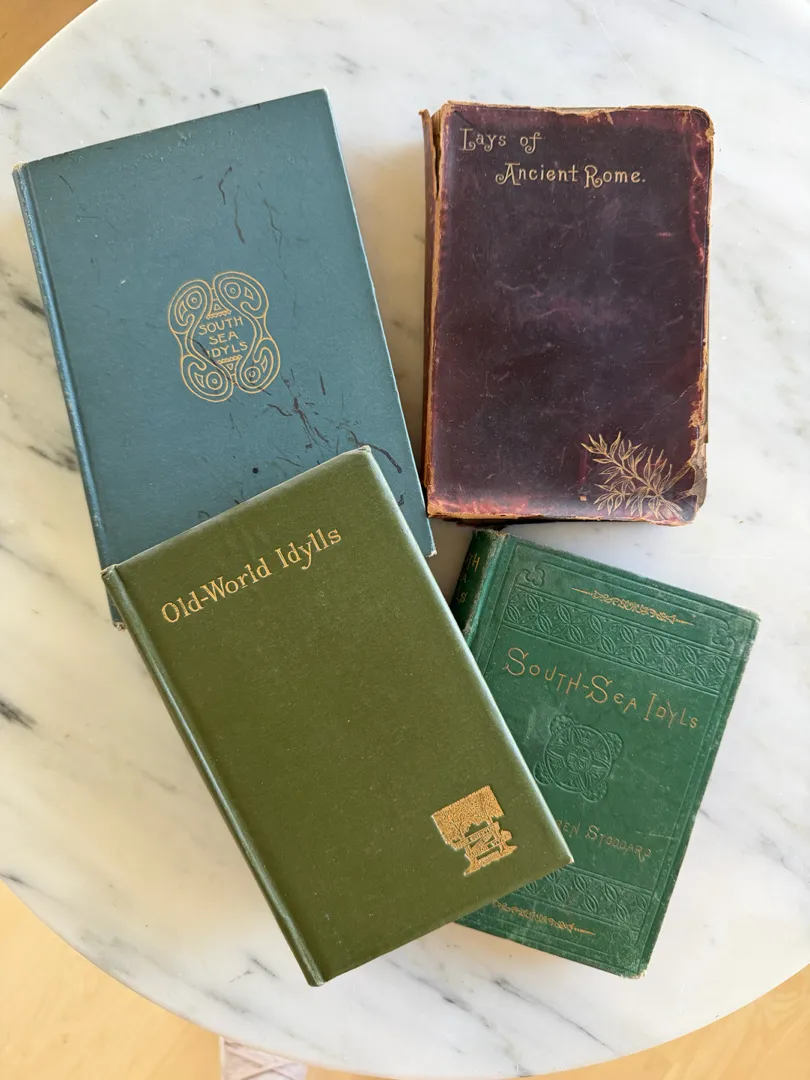 SOUTH
SEA
IDYLS
Lays of
Ancient Rome.
Old-World Idylls
SOUTH-SEA IDYLS
STODDARD